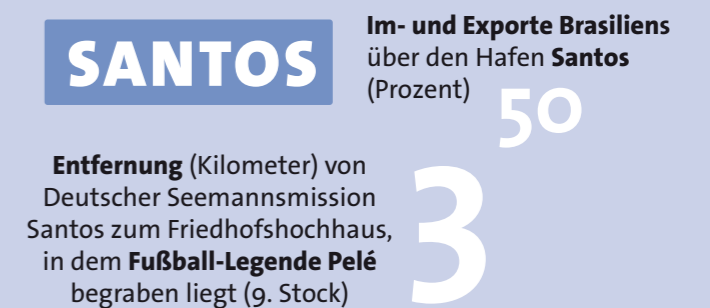 SANTOS
Im- und Exporte Brasiliens
über den Hafen Santos
(Prozent)
50
Entfernung (Kilometer) von
Deutscher Seemannsmission
Santos zum Friedhofshochhaus,
in dem Fußball-Legende Pelé
begraben liegt (9. Stock)
3